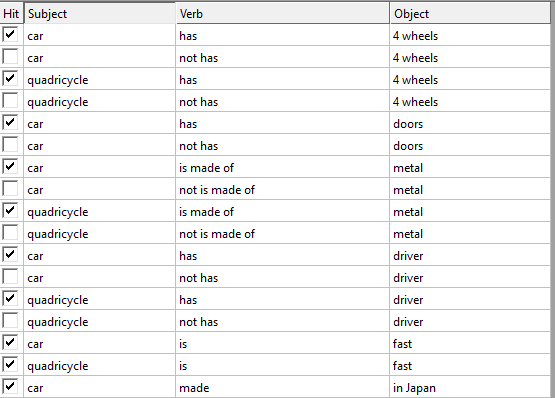 Hit Subject Verb Object
car has 4 wheels
car not has 4 wheels
quadricycle has 4 wheels
quadricycle not has 4 wheels
car has doors
car not has doors
car is made of metal
car not is made of metal
quadricycle is made of metal
quadricycle not is made of metal
car has driver
car not has driver
quadricycle has driver
quadricycle not has driver
car is fast
quadricycle is fast
car made in Japan